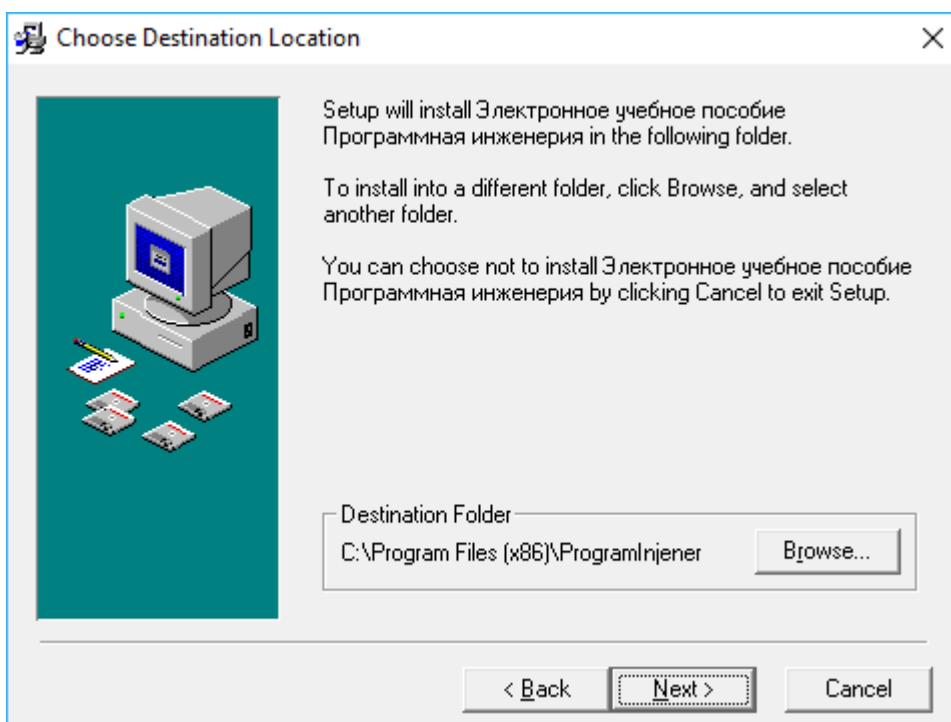 Choose Destination Location
Setup will install Электронное учебное пособие
Программная инженерия in the following folder.
To install into a different folder, click Browse, and select
another folder.
You can choose not to install Электронное учебное пособие
Программная инженерия by clicking Cancel to exit Setup.
Destination Folder
C:\Program Files (x86)\ProgramInjener
Browse...
< Back
Next >
Cancel